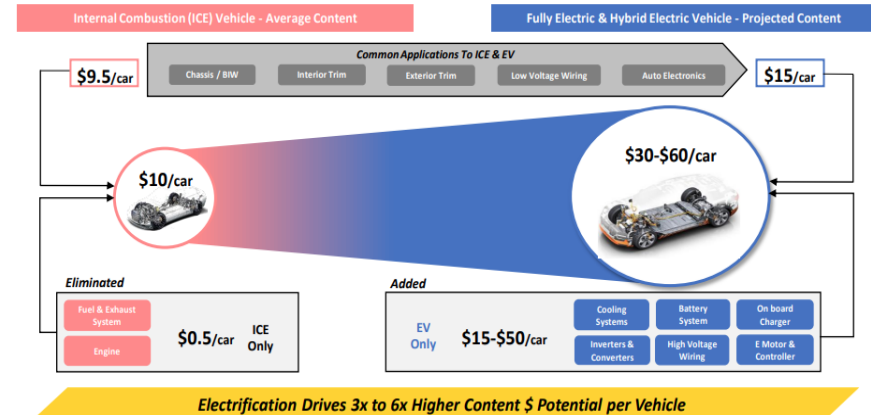 Internal Combustion (ICE) Vehicle - Average Content
Fully Electric & Hybrid Electric Vehicle - Projected Content
Common Applications To ICE & EV
$9.5/car
Chassis / BIW
Interior Trim
Exterior Trim
Low Voltage Wiring
Auto Electronics
$15/car
$10/car
$30-$60/car
Eliminated
Fuel & Exhaust
System
Engine
$0.5/car
ICE
Only
Added
EV
Only
$15-$50/car
Cooling
Systems
Battery
System
On board
Charger
Inverters &
Converters
High Voltage
Wiring
E Motor &
Controller
Electrification Drives 3x to 6x Higher Content $ Potential per Vehicle